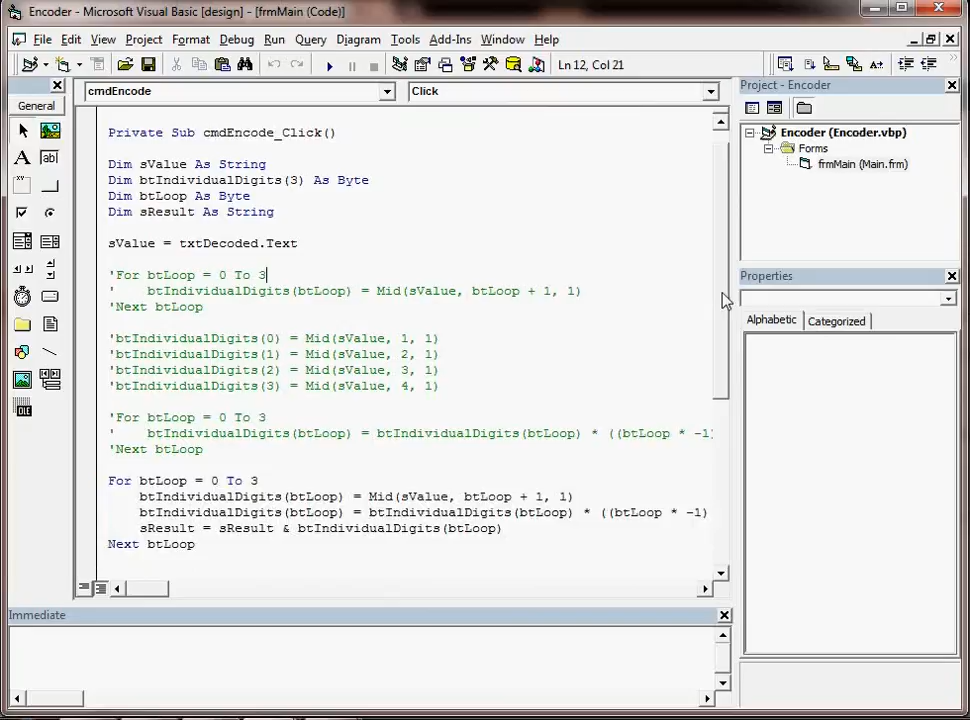 Encoder - Microsoft Visual Basic [design] - [frmMain (Code)]
File Edit View Project Format Debug Run Query Diagram Tools Add-Ins Window Help
Ln 12, Col 21
General
cmdEncode
Click
Private Sub cmdEncode_Click()
Dim sValue As String
Dim btIndividualDigits(3) As Byte
Dim btLoop As Byte
Dim sResult As String
sValue = txtDecoded.Text
'For btLoop = 0 To 3
'    btIndividualDigits(btLoop) = Mid(sValue, btLoop + 1, 1)
'Next btLoop
'btIndividualDigits(0) = Mid(sValue, 1, 1)
'btIndividualDigits(1) = Mid(sValue, 2, 1)
'btIndividualDigits(2) = Mid(sValue, 3, 1)
'btIndividualDigits(3) = Mid(sValue, 4, 1)
'For btLoop = 0 To 3
'    btIndividualDigits(btLoop) = btIndividualDigits(btLoop) * ((btLoop * -1)
'Next btLoop
For btLoop = 0 To 3
    btIndividualDigits(btLoop) = Mid(sValue, btLoop + 1, 1)
    btIndividualDigits(btLoop) = btIndividualDigits(btLoop) * ((btLoop * -1)
    sResult = sResult & btIndividualDigits(btLoop)
Next btLoop
Project - Encoder
Encoder (Encoder.vbp)
Forms
frmMain (Main.frm)
Properties
Alphabetic Categorized
Immediate